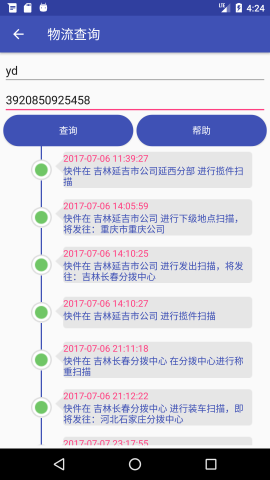 LTE 4:24
物流查询
yd
3920850925458
查询 帮助
2017-07-06 11:39:27
快件在 吉林延吉市公司延西分部 进行揽件扫
描
2017-07-06 14:05:59
快件在 吉林延吉市公司 进行下级地点扫描，
将发往：重庆市重庆公司
2017-07-06 14:10:25
快件在 吉林延吉市公司 进行发出扫描，将发
往：吉林长春分拨中心
2017-07-06 14:10:27
快件在 吉林延吉市公司 进行揽件扫描
2017-07-06 21:11:18
快件在 吉林长春分拨中心 在分拨中心进行称
重扫描
2017-07-06 21:12:22
快件在 吉林长春分拨中心 进行装车扫描，即
将发往：河北石家庄分拨中心
2017-07-07 23:17:55